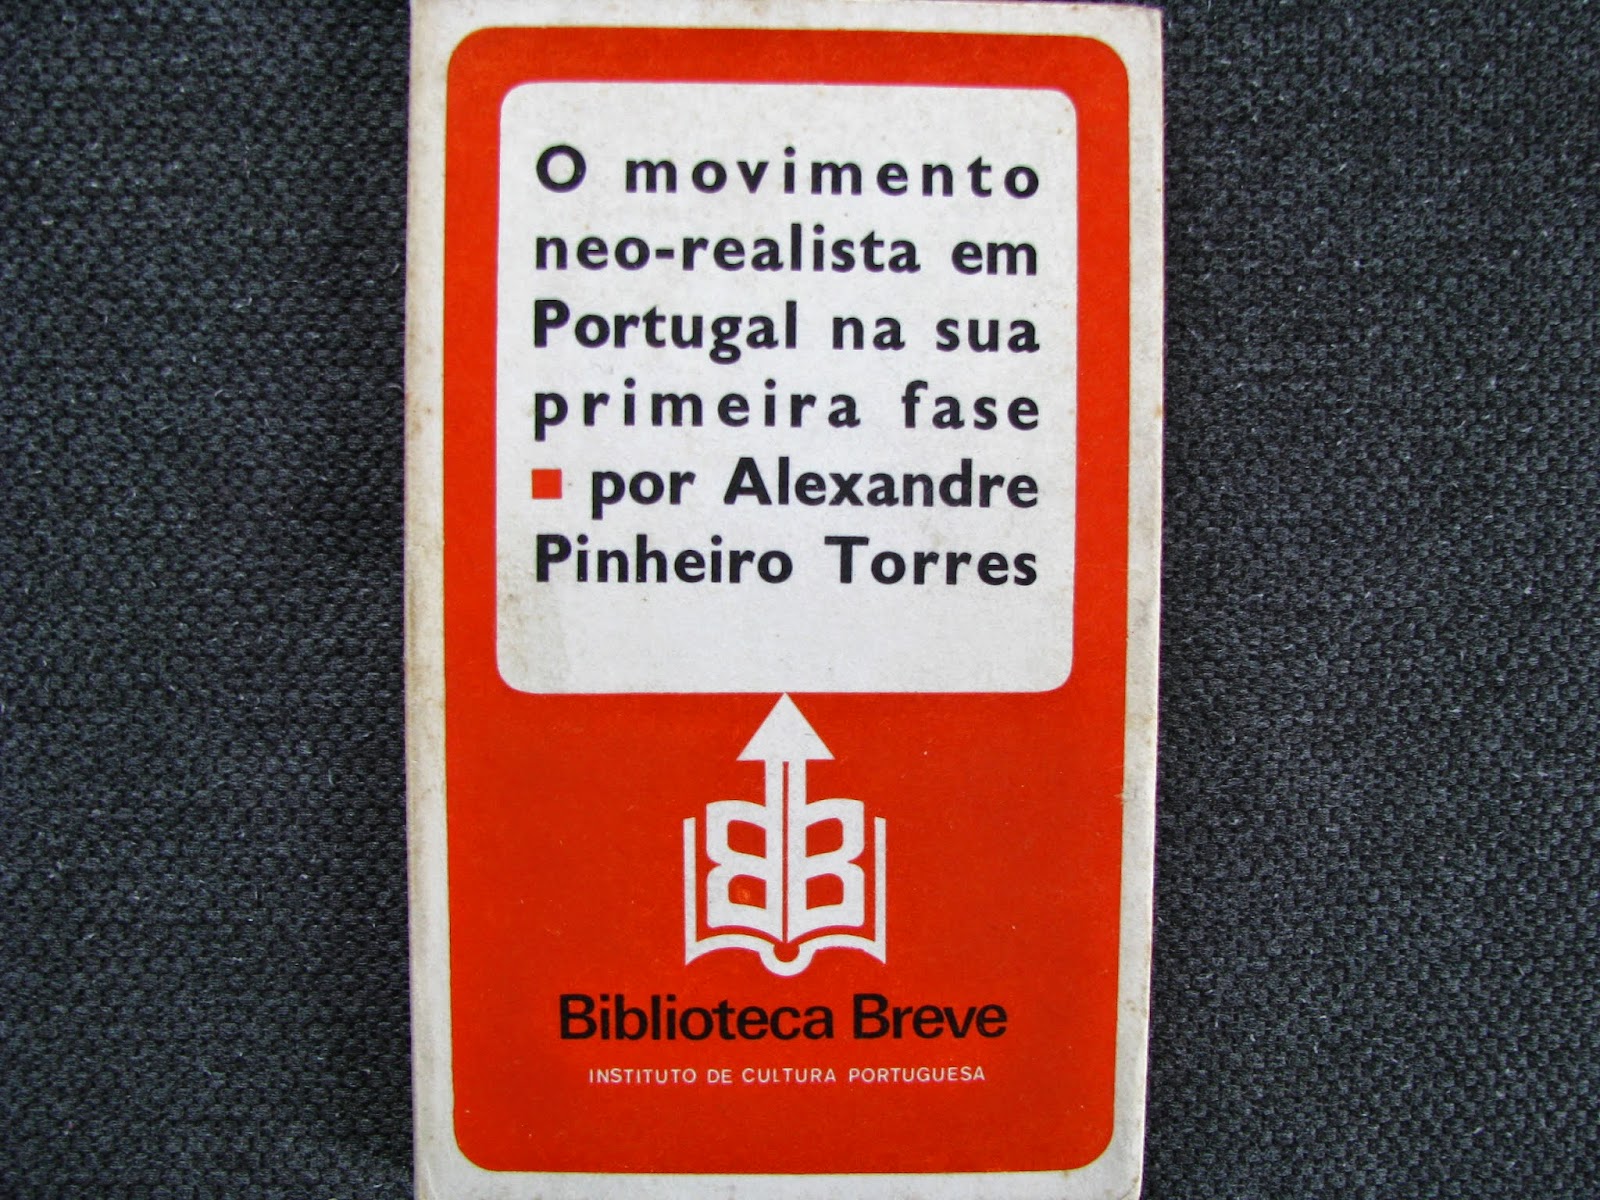 O movimento
neo-realista em
Portugal na sua
primeira fase
▪ por Alexandre
Pinheiro Torres
BB
Biblioteca Breve
INSTITUTO DE CULTURA PORTUGUESA